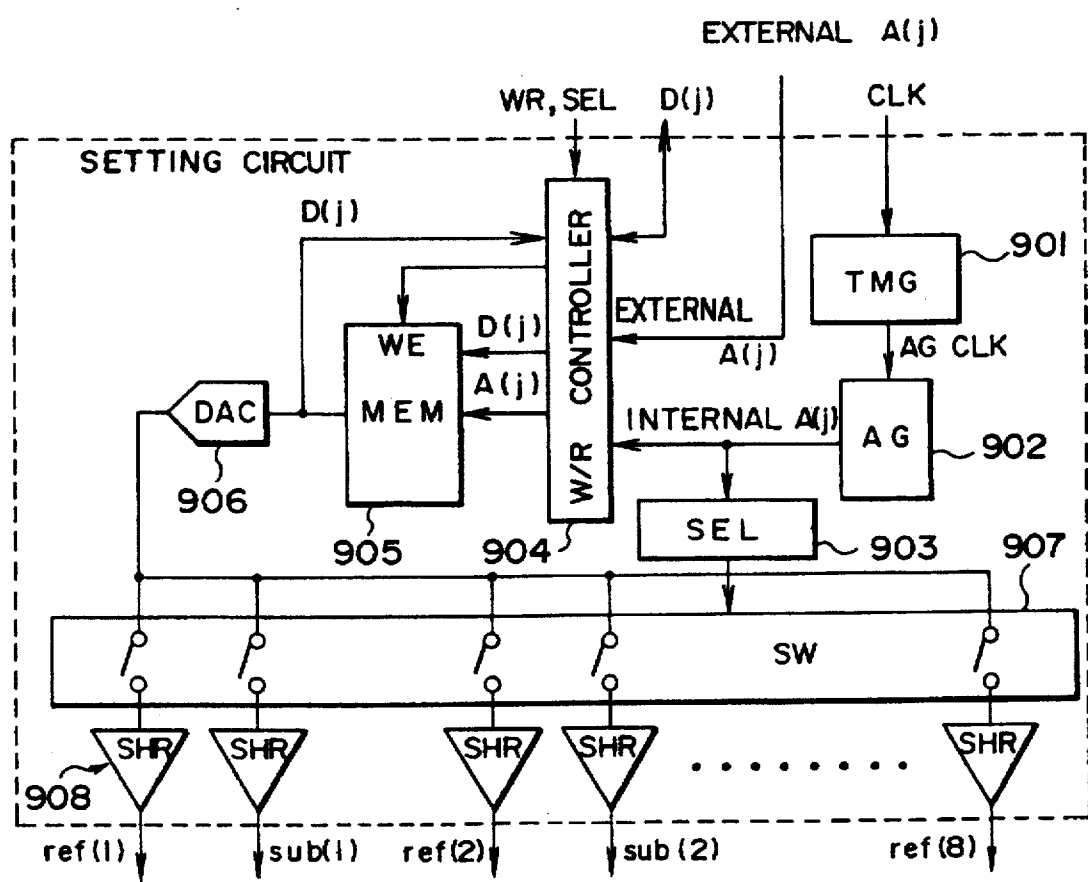 EXTERNAL A(j)
WR, SEL
D(j)
CLK
SETTING CIRCUIT
D(j)
W/R CONTROLLER
901
TMG
EXTERNAL
A(j)
AG CLK
WE
D(j)
A(j)
MEM
DAC
INTERNAL A(j)
AG
902
906
905
904
SEL
903
907
SW
SHR
SHR
SHR
SHR
SHR
908
ref(1)
sub(1)
ref(2)
sub(2)
ref(8)